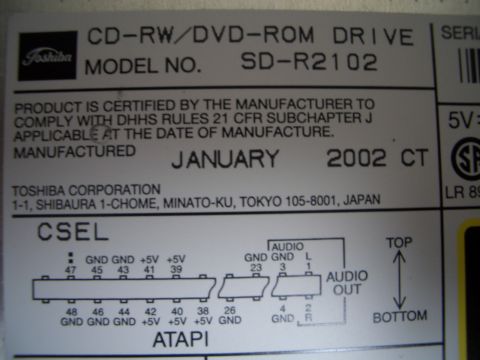 Toshiba
CD-RW/DVD-ROM DRIVE
MODEL NO. SD-R2102
SERI
PRODUCT IS CERTIFIED BY THE MANUFACTURER TO
COMPLY WITH DHHS RULES 21 CFR SUBCHAPTER J
APPLICABLE AT THE DATE OF MANUFACTURE.
MANUFACTURED JANUARY 2002 CT
5V=
TOSHIBA CORPORATION
1-1, SHIBAURA 1-CHOME, MINATO-KU, TOKYO 105-8001, JAPAN
LR 89
CSEL
AUDIO
GND GND +5V +5V GND GND L
47 45 43 41 39 23 3 1
AUDIO
OUT
48 46 44 42 40 38 26 4 2
GND GND +5V +5V +5V GND GND R
TOP
BOTTOM
ATAPI